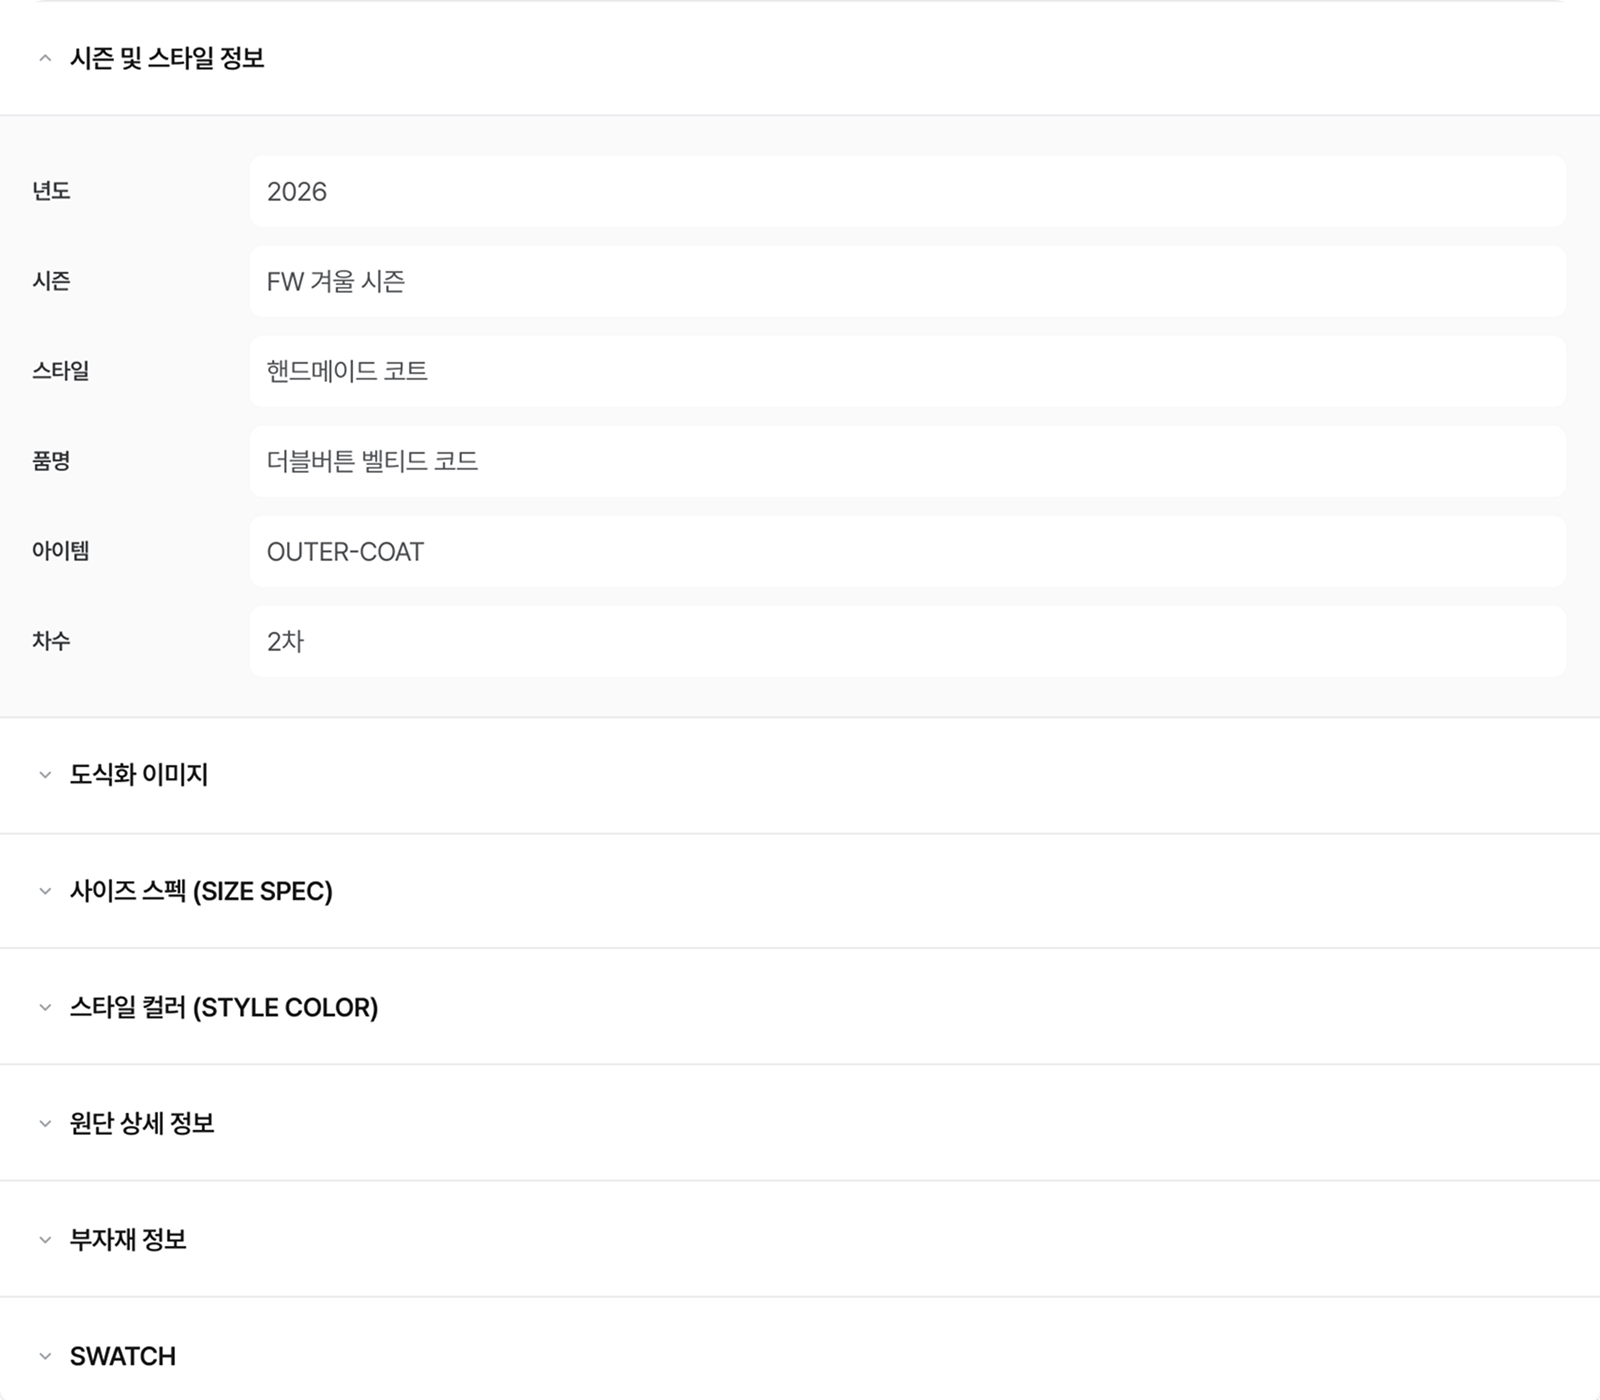 시즌 및 스타일 정보
년도 2026
시즌 FW 겨울 시즌
스타일 핸드메이드 코트
품명 더블버튼 벨티드 코드
아이템 OUTER-COAT
차수 2차
도식화 이미지
사이즈 스펙 (SIZE SPEC)
스타일 컬러 (STYLE COLOR)
원단 상세 정보
부자재 정보
SWATCH